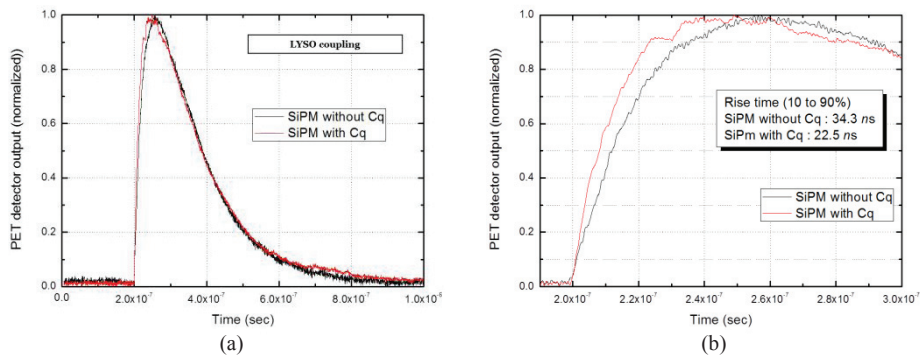 PET detector output (normalized))
1.0
0.8
0.6
0.4
0.2
0.0
LYSO coupling
SiPM without Cq
SiPM with Cq
0.0
2.0x10⁻⁷
4.0x10⁻⁷
6.0x10⁻⁷
8.0x10⁻⁷
1.0x10⁻⁶
Time (sec)
(a)
PET detector output (normalized))
1.0
0.8
0.6
0.4
0.2
0.0
Rise time (10 to 90%)
SiPM without Cq : 34.3 ns
SiPm with Cq : 22.5 ns
SiPM without Cq
SiPM with Cq
2.0x10⁻⁷
2.2x10⁻⁷
2.4x10⁻⁷
2.6x10⁻⁷
2.8x10⁻⁷
3.0x10⁻⁷
Time (sec)
(b)